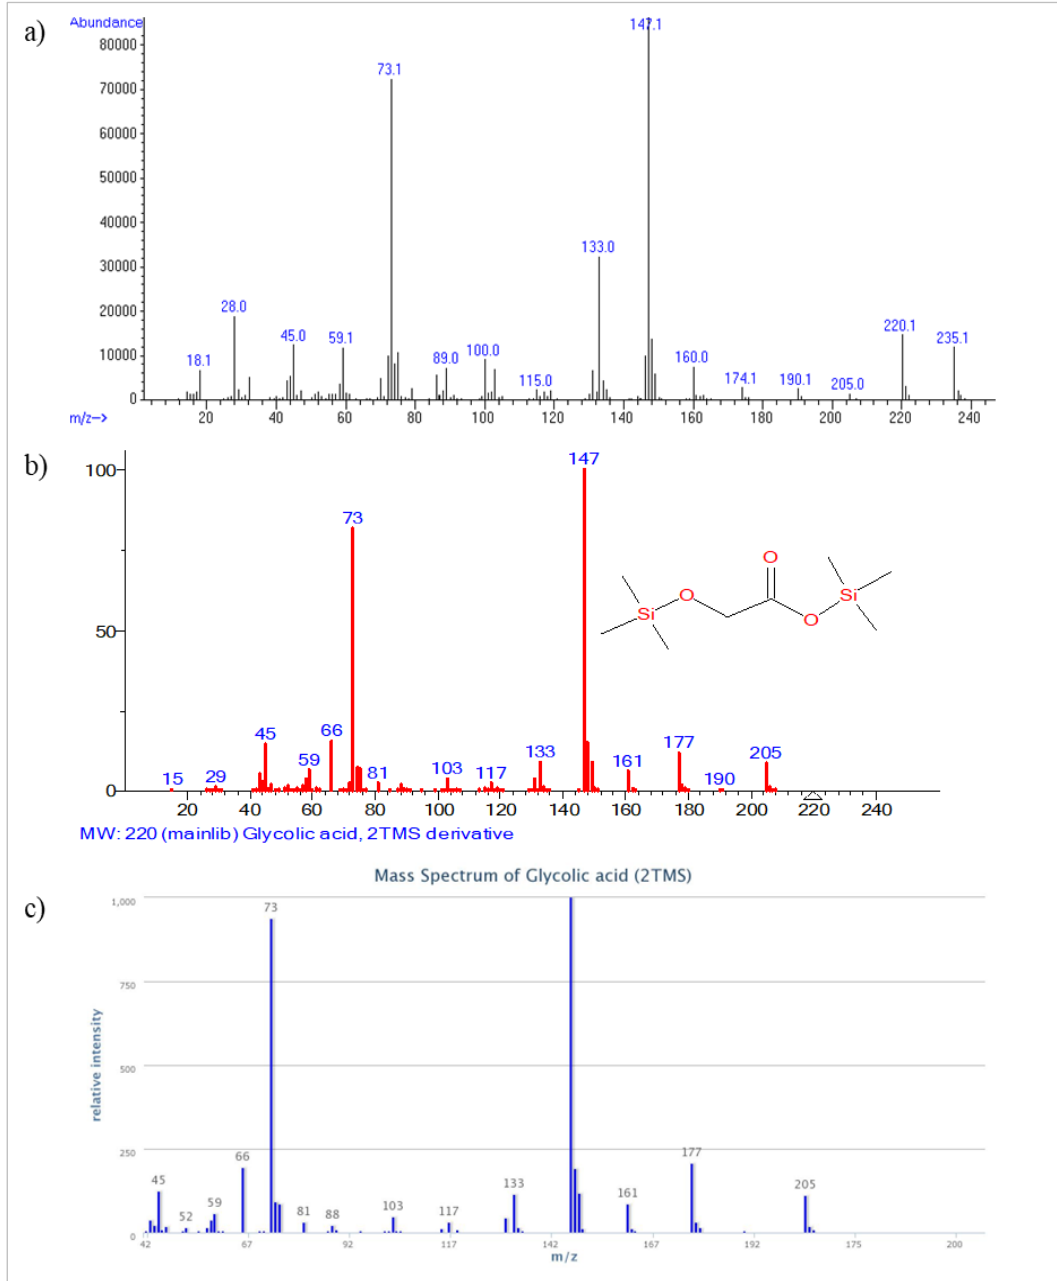 a)
Abundance
80000
70000
60000
50000
40000
30000
20000
10000
0
m/z-->
20 40 60 80 100 120 140 160 180 200 220 240
18.1 28.0 45.0 59.1 73.1 89.0 100.0 115.0 133.0 147.1 160.0 174.1 190.1 205.0 220.1 235.1
b)
100
50
0
20 40 60 80 100 120 140 160 180 200 220 240
15 29 45 59 66 73 81 103 117 133 147 161 177 190 205
O
Si O O Si
MW: 220 (mainlib) Glycolic acid, 2TMS derivative
c)
Mass Spectrum of Glycolic acid (2TMS)
relative intensity
1,000
750
500
250
0
45 52 59 66 73 81 88 103 117 133 161 177 205
42 67 92 117 142 167 192 175 200
m/z